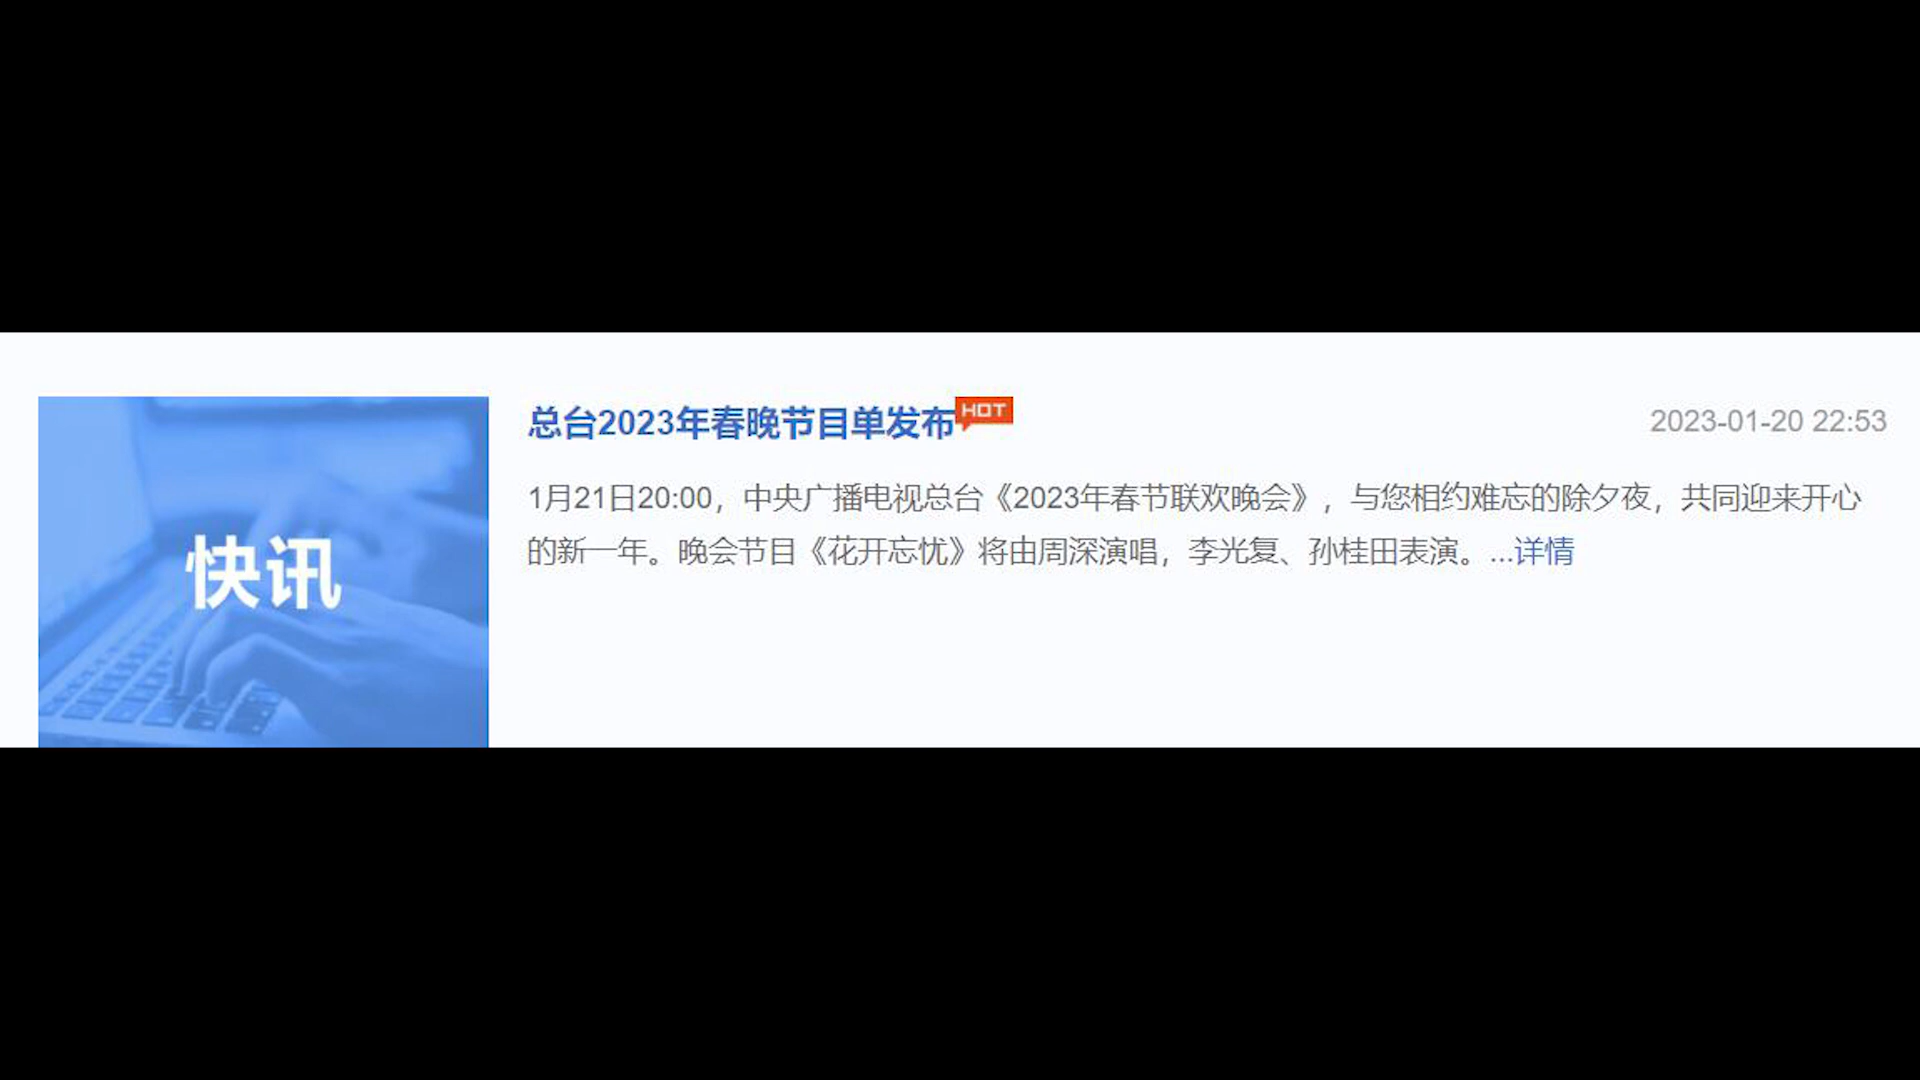 总台2023年春晚节目单发布
HOT
2023-01-20 22:53
1月21日20:00，中央广播电视总台《2023年春节联欢晚会》，与您相约难忘的除夕夜，共同迎来开心
的新一年。晚会节目《花开忘忧》将由周深演唱，李光复、孙桂田表演。...详情
快讯